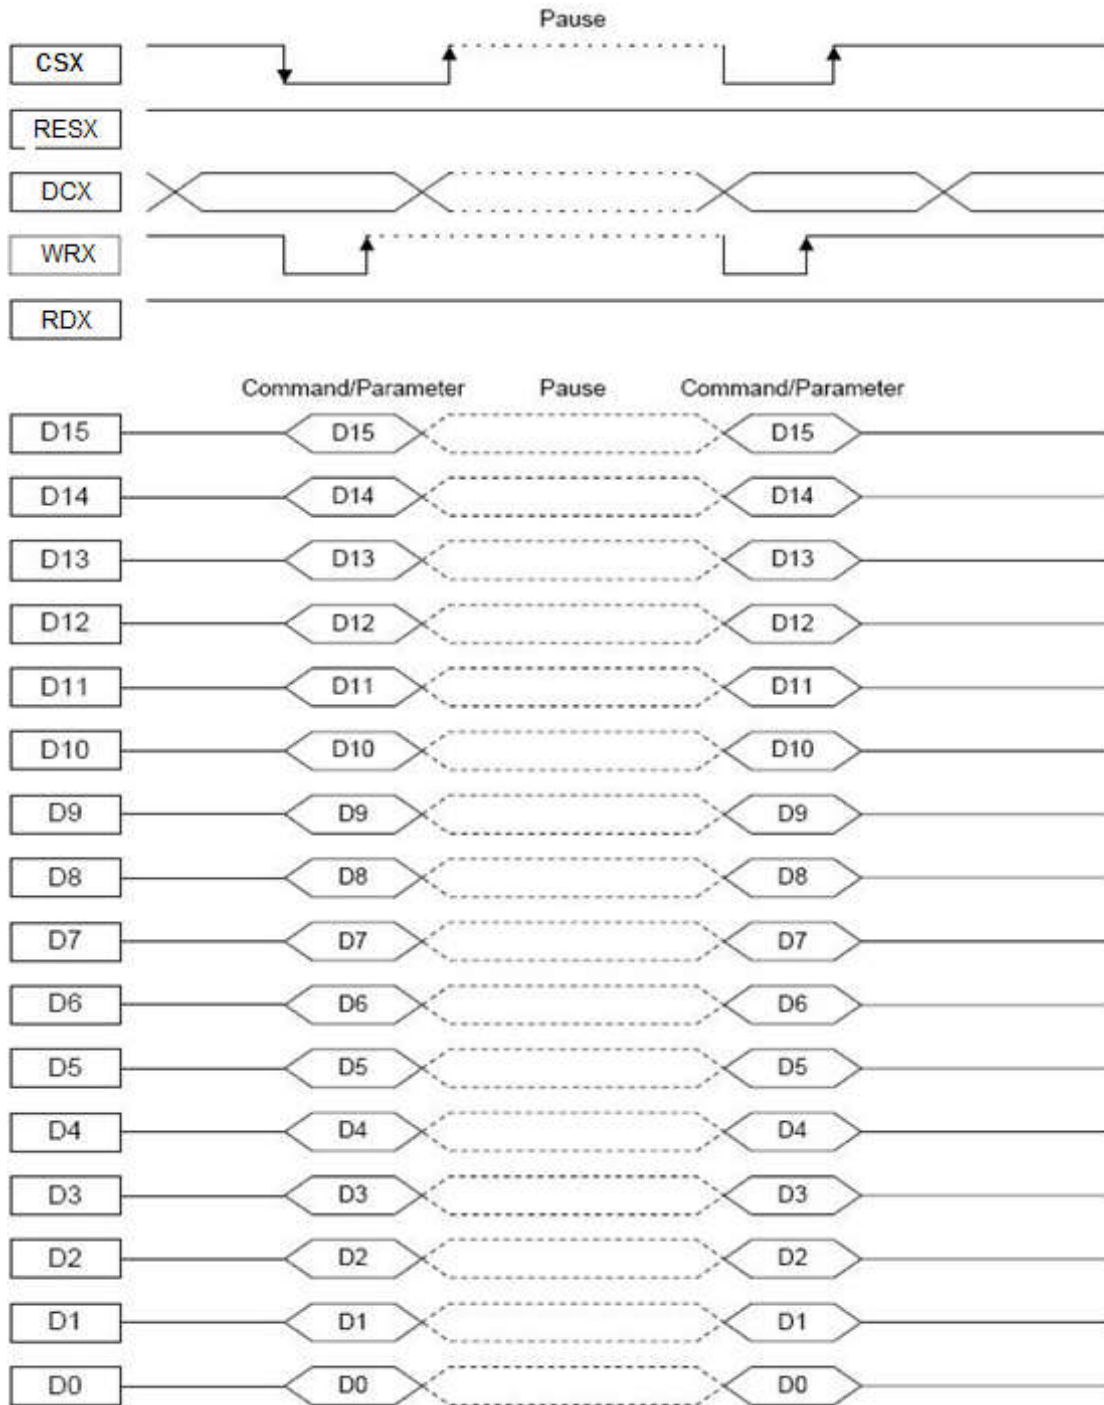 Pause
CSX
RESX
DCX
WRX
RDX
Command/Parameter Pause Command/Parameter
D15 D15 D15
D14 D14 D14
D13 D13 D13
D12 D12 D12
D11 D11 D11
D10 D10 D10
D9 D9 D9
D8 D8 D8
D7 D7 D7
D6 D6 D6
D5 D5 D5
D4 D4 D4
D3 D3 D3
D2 D2 D2
D1 D1 D1
D0 D0 D0